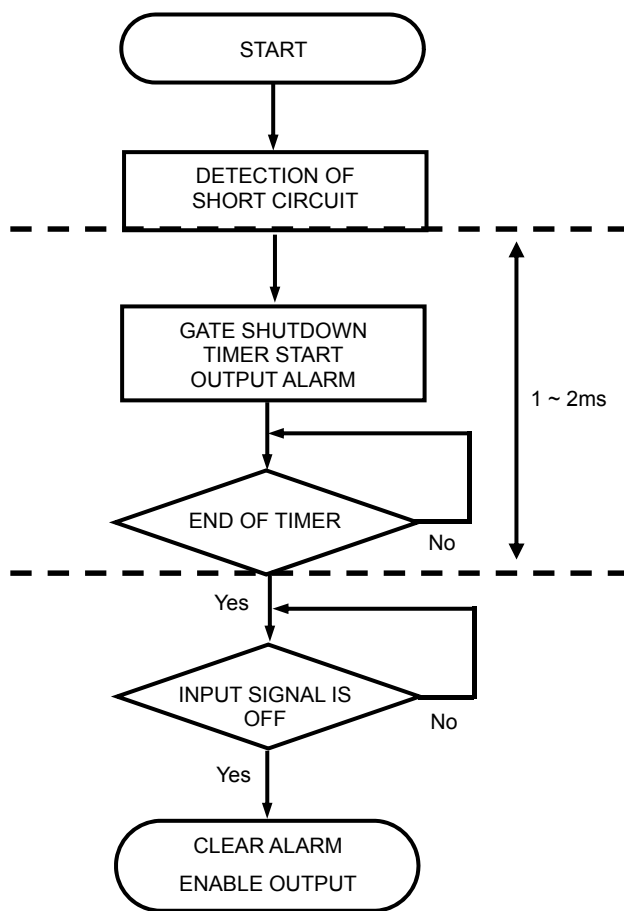 START
DETECTION OF
SHORT CIRCUIT
GATE SHUTDOWN
TIMER START
OUTPUT ALARM
1 ~ 2ms
END OF TIMER
No
Yes
INPUT SIGNAL IS
OFF
No
Yes
CLEAR ALARM
ENABLE OUTPUT